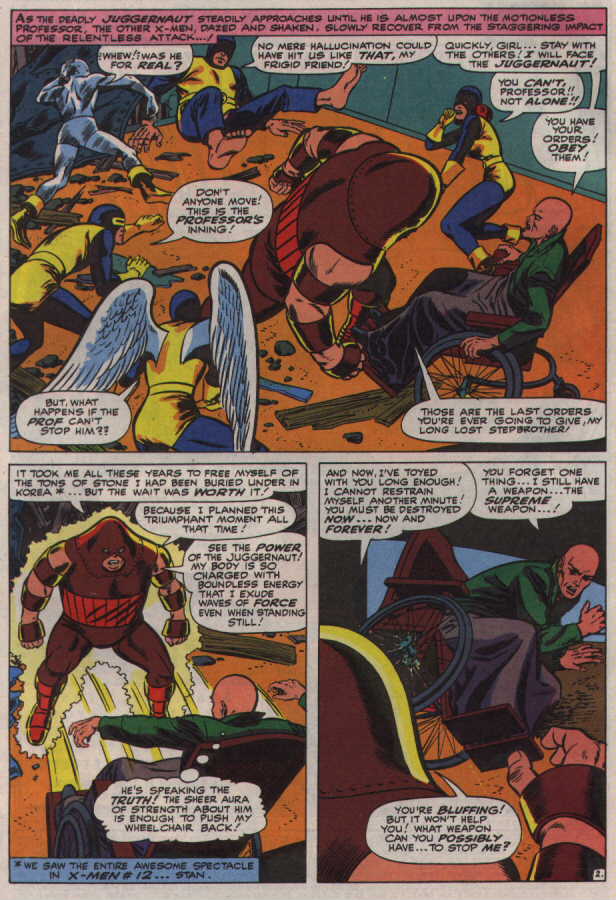 AS THE DEADLY JUGGERNAUT STEADILY APPROACHES UNTIL HE IS ALMOST UPON THE MOTIONLESS
PROFESSOR, THE OTHER X-MEN, DAZED AND SHAKEN, SLOWLY RECOVER FROM THE STAGGERING IMPACT
OF THE RELENTLESS ATTACK...!
WHEW!! WAS HE
FOR REAL?
NO MERE HALLUCINATION COULD
HAVE HIT US LIKE THAT, MY
FRIGID FRIEND!
QUICKLY, GIRL... STAY WITH
THE OTHERS! I WILL FACE
THE JUGGERNAUT!
YOU CAN'T,
PROFESSOR!!
NOT ALONE!!
YOU HAVE
YOUR
ORDERS!
OBEY
THEM!
DON'T
ANYONE MOVE!
THIS IS THE
PROFESSOR'S
INNING!
BUT, WHAT
HAPPENS IF THE
PROF CAN'T
STOP HIM??
THOSE ARE THE LAST ORDERS
YOU'RE EVER GOING TO GIVE, MY
LONG LOST STEPBROTHER!
IT TOOK ME ALL THESE YEARS TO FREE MYSELF OF
THE TONS OF STONE I HAD BEEN BURIED UNDER IN
KOREA *... BUT THE WAIT WAS WORTH IT!
BECAUSE I PLANNED THIS
TRIUMPHANT MOMENT ALL
THAT TIME!
SEE THE POWER
OF THE JUGGERNAUT!
MY BODY IS SO
CHARGED WITH
BOUNDLESS ENERGY
THAT I EXUDE
WAVES OF FORCE
EVEN WHEN STANDING
STILL!
HE'S SPEAKING THE
TRUTH! THE SHEER AURA
OF STRENGTH ABOUT HIM
IS ENOUGH TO PUSH MY
WHEELCHAIR BACK!
*WE SAW THE ENTIRE AWESOME SPECTACLE
IN X-MEN #12... STAN.
AND NOW, I'VE TOYED
WITH YOU LONG ENOUGH!
I CANNOT RESTRAIN
MYSELF ANOTHER MINUTE!
YOU MUST BE DESTROYED
NOW... NOW AND
FOREVER!
YOU FORGET ONE
THING... I STILL HAVE
A WEAPON... THE
SUPREME
WEAPON...!
YOU'RE BLUFFING!
BUT IT WON'T HELP
YOU! WHAT WEAPON
CAN YOU POSSIBLY
HAVE... TO STOP ME?
2.